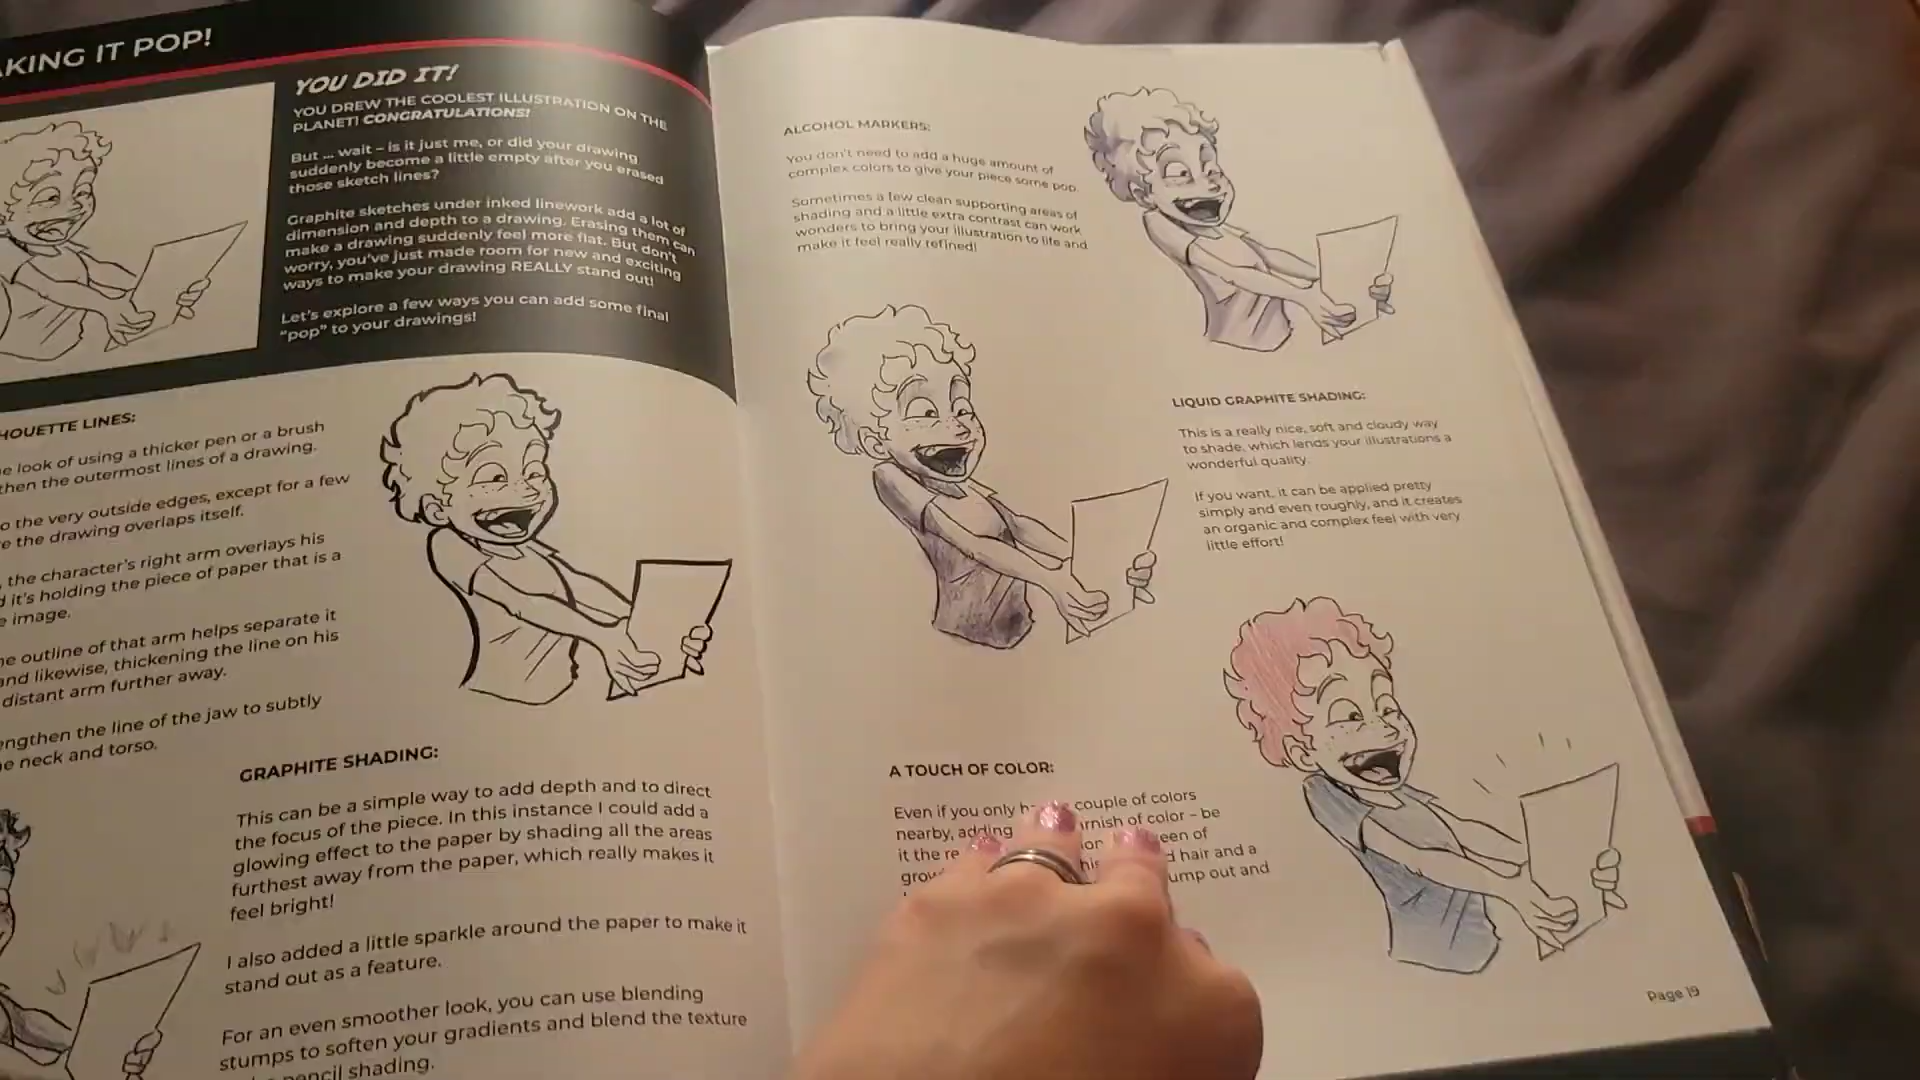 AKING IT POP!
YOU DID IT!
YOU DREW THE COOLEST ILLUSTRATION ON THE
PLANET! CONGRATULATIONS!
But ... wait – is it just me, or did your drawing
suddenly become a little empty after you erased
those sketch lines?
Graphite sketches under inked linework add a lot of
dimension and depth to a drawing. Erasing them can
make a drawing suddenly feel more flat. But don't
worry, you've just made room for new and exciting
ways to make your drawing REALLY stand out!
Let's explore a few ways you can add some final
"pop" to your drawings!
HOUETTE LINES:
e look of using a thicker pen or a brush
then the outermost lines of a drawing.
o the very outside edges, except for a few
e the drawing overlaps itself.
, the character's right arm overlays his
d it's holding the piece of paper that is a
e image.
he outline of that arm helps separate it
and likewise, thickening the line on his
distant arm further away.
engthen the line of the jaw to subtly
e neck and torso.
GRAPHITE SHADING:
This can be a simple way to add depth and to direct
the focus of the piece. In this instance I could add a
glowing effect to the paper by shading all the areas
furthest away from the paper, which really makes it
feel bright!
I also added a little sparkle around the paper to make it
stand out as a feature.
For an even smoother look, you can use blending
stumps to soften your gradients and blend the texture
pencil shading.
ALCOHOL MARKERS:
You don't need to add a huge amount of
complex colors to give your piece some pop.
Sometimes a few clean supporting areas of
shading and a little extra contrast can work
wonders to bring your illustration to life and
make it feel really refined!
LIQUID GRAPHITE SHADING:
This is a really nice, soft and cloudy way
to shade, which lends your illustrations a
wonderful quality.
If you want, it can be applied pretty
simply and even roughly, and it creates
an organic and complex feel with very
little effort!
A TOUCH OF COLOR:
Even if you only h couple of colors
nearby, adding rnish of color – be
it the re ion een of
grow his d hair and a
ump out and
Page 19